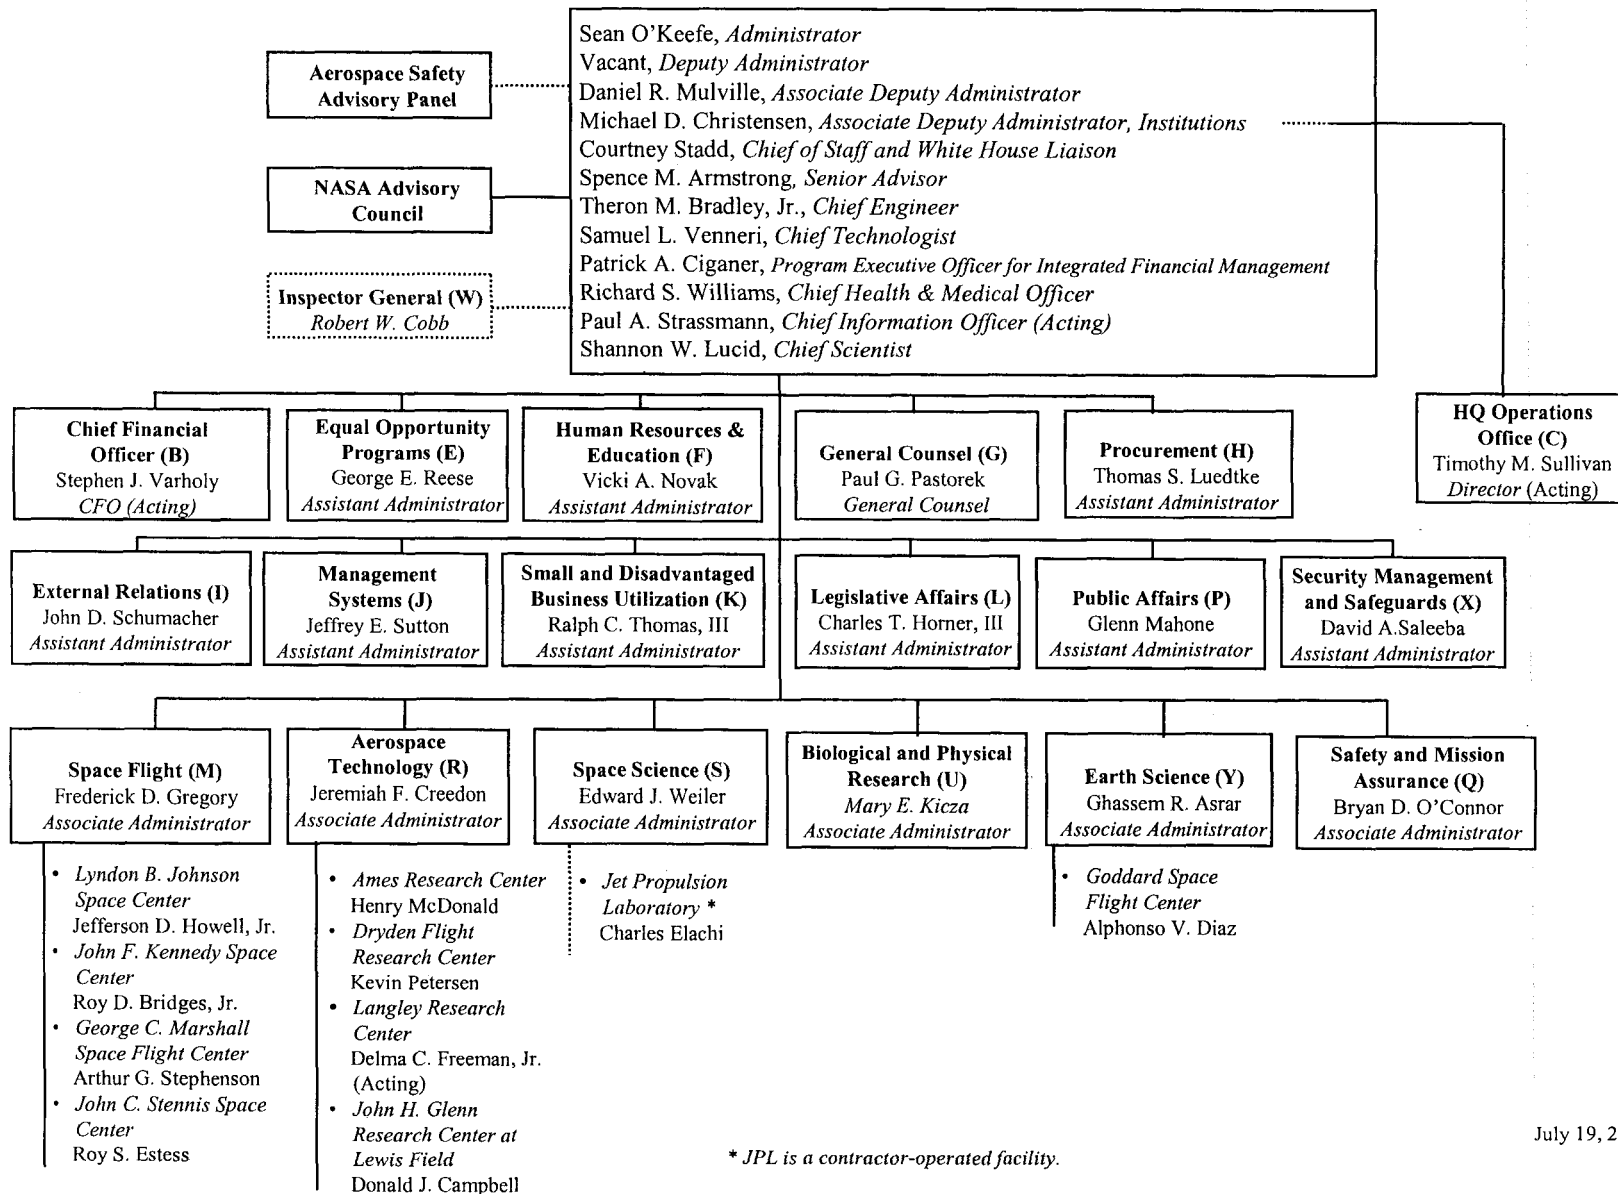 Sean O'Keefe, Administrator
Vacant, Deputy Administrator
Daniel R. Mulville, Associate Deputy Administrator
Michael D. Christensen, Associate Deputy Administrator, Institutions
Courtney Stadd, Chief of Staff and White House Liaison
Spence M. Armstrong, Senior Advisor
Theron M. Bradley, Jr., Chief Engineer
Samuel L. Venneri, Chief Technologist
Patrick A. Ciganer, Program Executive Officer for Integrated Financial Management
Richard S. Williams, Chief Health & Medical Officer
Paul A. Strassmann, Chief Information Officer (Acting)
Shannon W. Lucid, Chief Scientist
Aerospace Safety
Advisory Panel
NASA Advisory
Council
Inspector General (W)
Robert W. Cobb
Chief Financial
Officer (B)
Stephen J. Varholy
CFO (Acting)
Equal Opportunity
Programs (E)
George E. Reese
Assistant Administrator
Human Resources &
Education (F)
Vicki A. Novak
Assistant Administrator
General Counsel (G)
Paul G. Pastorek
General Counsel
Procurement (H)
Thomas S. Luedtke
Assistant Administrator
HQ Operations
Office (C)
Timothy M. Sullivan
Director (Acting)
External Relations (I)
John D. Schumacher
Assistant Administrator
Management
Systems (J)
Jeffrey E. Sutton
Assistant Administrator
Small and Disadvantaged
Business Utilization (K)
Ralph C. Thomas, III
Assistant Administrator
Legislative Affairs (L)
Charles T. Horner, III
Assistant Administrator
Public Affairs (P)
Glenn Mahone
Assistant Administrator
Security Management
and Safeguards (X)
David A.Saleeba
Assistant Administrator
Space Flight (M)
Frederick D. Gregory
Associate Administrator
• Lyndon B. Johnson
Space Center
Jefferson D. Howell, Jr.
• John F. Kennedy Space
Center
Roy D. Bridges, Jr.
• George C. Marshall
Space Flight Center
Arthur G. Stephenson
• John C. Stennis Space
Center
Roy S. Estess
Aerospace
Technology (R)
Jeremiah F. Creedon
Associate Administrator
• Ames Research Center
Henry McDonald
• Dryden Flight
Research Center
Kevin Petersen
• Langley Research
Center
Delma C. Freeman, Jr.
(Acting)
• John H. Glenn
Research Center at
Lewis Field
Donald J. Campbell
Space Science (S)
Edward J. Weiler
Associate Administrator
• Jet Propulsion
Laboratory *
Charles Elachi
Biological and Physical
Research (U)
Mary E. Kicza
Associate Administrator
Earth Science (Y)
Ghassem R. Asrar
Associate Administrator
• Goddard Space
Flight Center
Alphonso V. Diaz
Safety and Mission
Assurance (Q)
Bryan D. O'Connor
Associate Administrator
* JPL is a contractor-operated facility.
July 19, 2